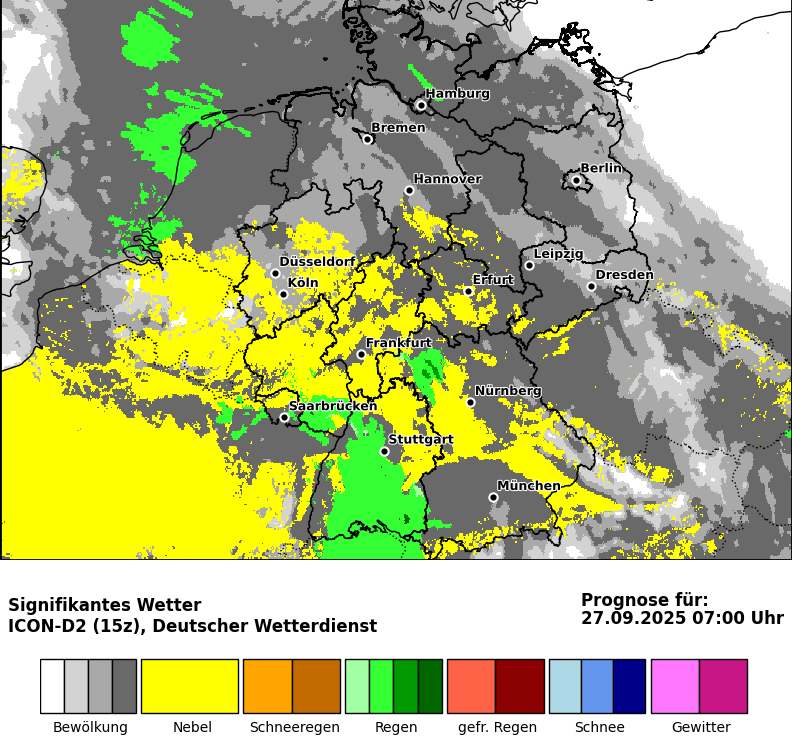 Hamburg
Bremen
Berlin
Hannover
Düsseldorf
Leipzig
Köln
Erfurt
Dresden
Frankfurt
Nürnberg
Saarbrücken
Stuttgart
München
Signifikantes Wetter
ICON-D2 (15z), Deutscher Wetterdienst
Prognose für:
27.09.2025 07:00 Uhr
Bewölkung Nebel Schneeregen Regen gefr. Regen Schnee Gewitter